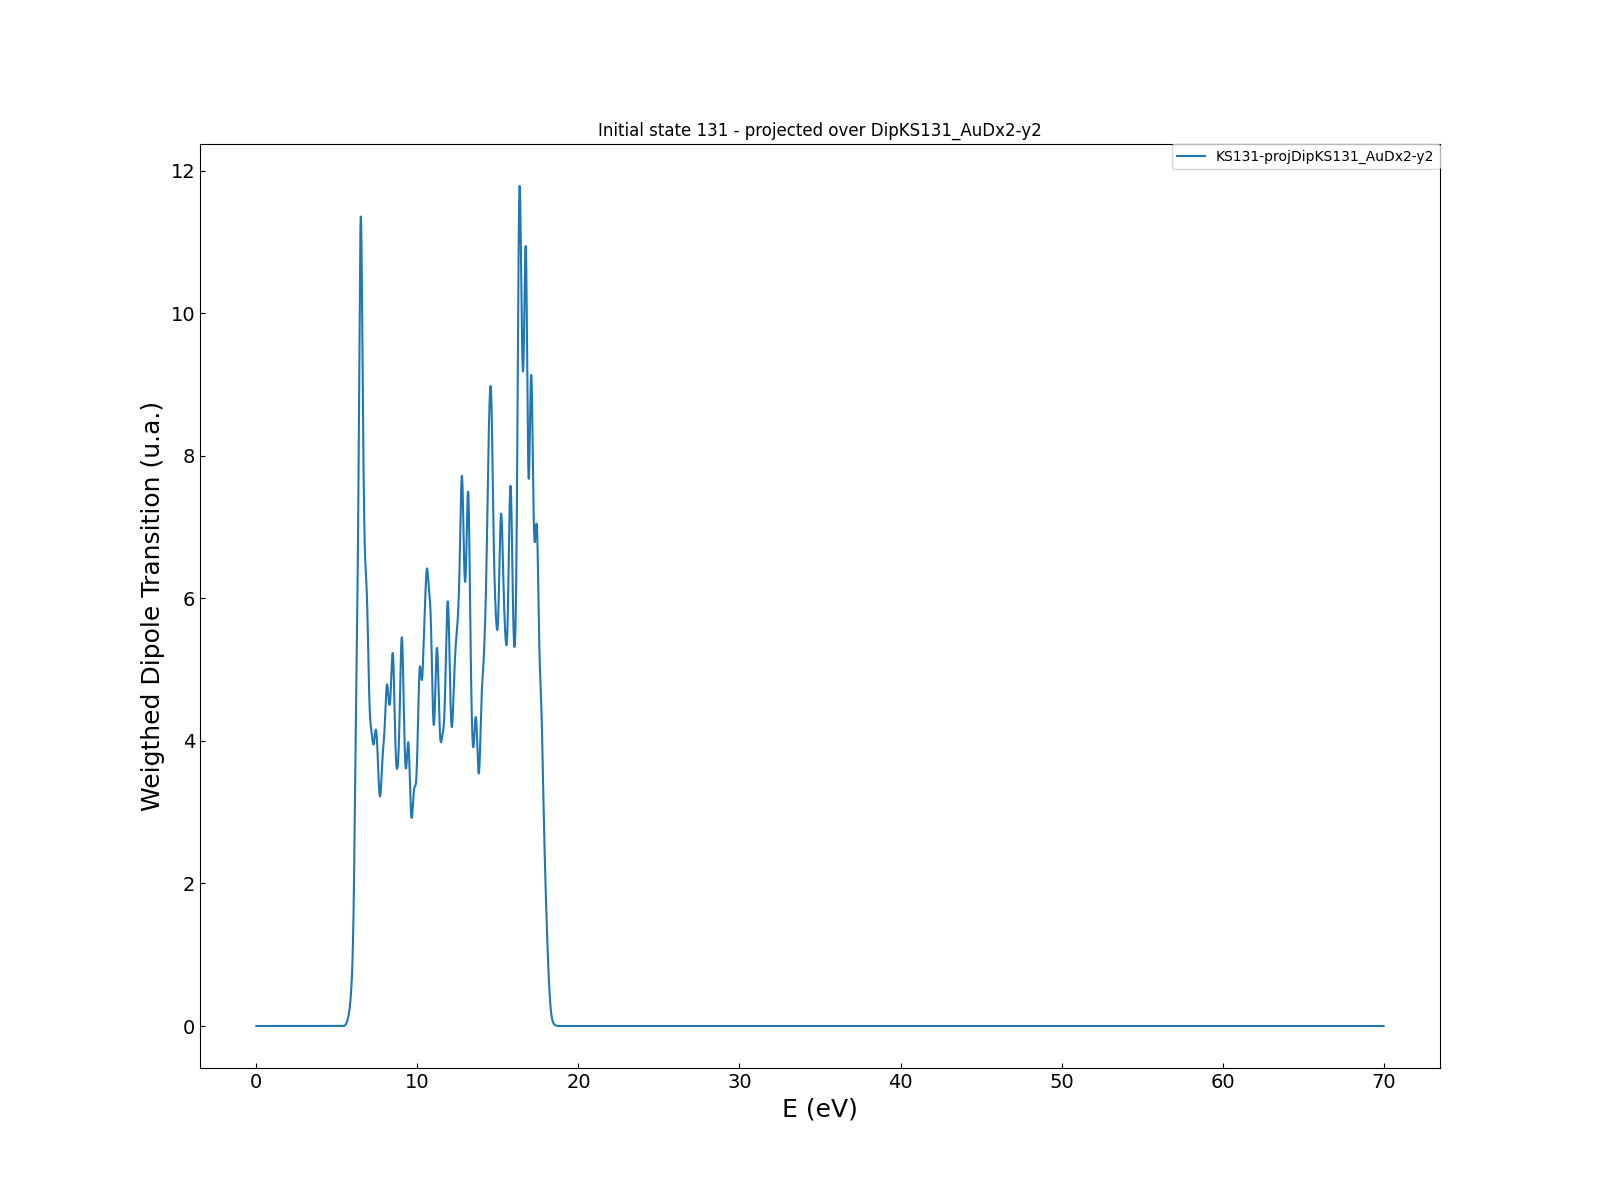 Initial state 131 - projected over DipKS131_AuDx2-y2
KS131-projDipKS131_AuDx2-y2
12
10
8
6
4
2
0
Weigthed Dipole Transition (u.a.)
0 10 20 30 40 50 60 70
E (eV)